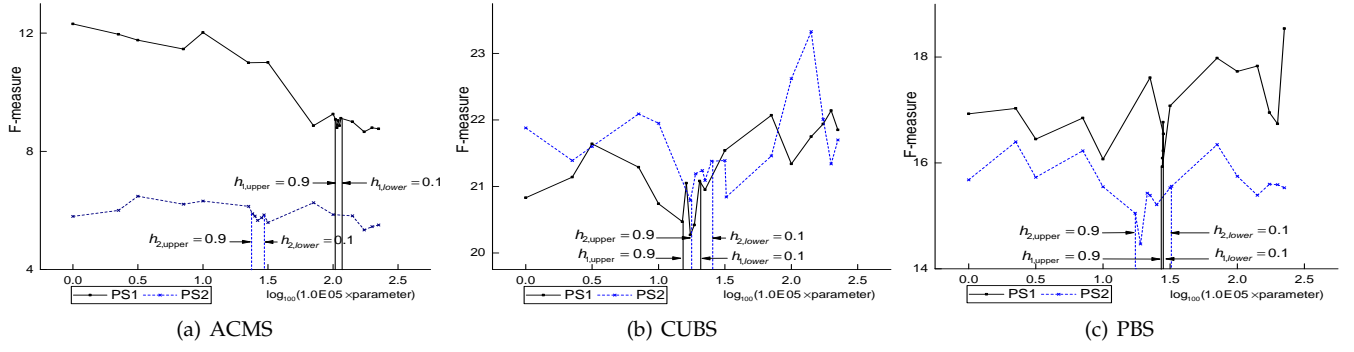 12
8
4
F-measure
h1,upper = 0.9
h1,lower = 0.1
h2,upper = 0.9
h2,lower = 0.1
0.0 0.5 1.0 1.5 2.0 2.5
PS1 PS2 log100(1.0E05 ×parameter)
(a) ACMS
23
22
21
20
F-measure
h2,upper = 0.9
h2,lower = 0.1
h1,upper = 0.9
h1,lower = 0.1
0.0 0.5 1.0 1.5 2.0 2.5
PS1 PS2 log100(1.0E05 ×parameter)
(b) CUBS
18
16
14
F-measure
h2,upper = 0.9
h2,lower = 0.1
h1,upper = 0.9
h1,lower = 0.1
0.0 0.5 1.0 1.5 2.0 2.5
PS1 PS2 log100(1.0E05 ×parameter)
(c) PBS